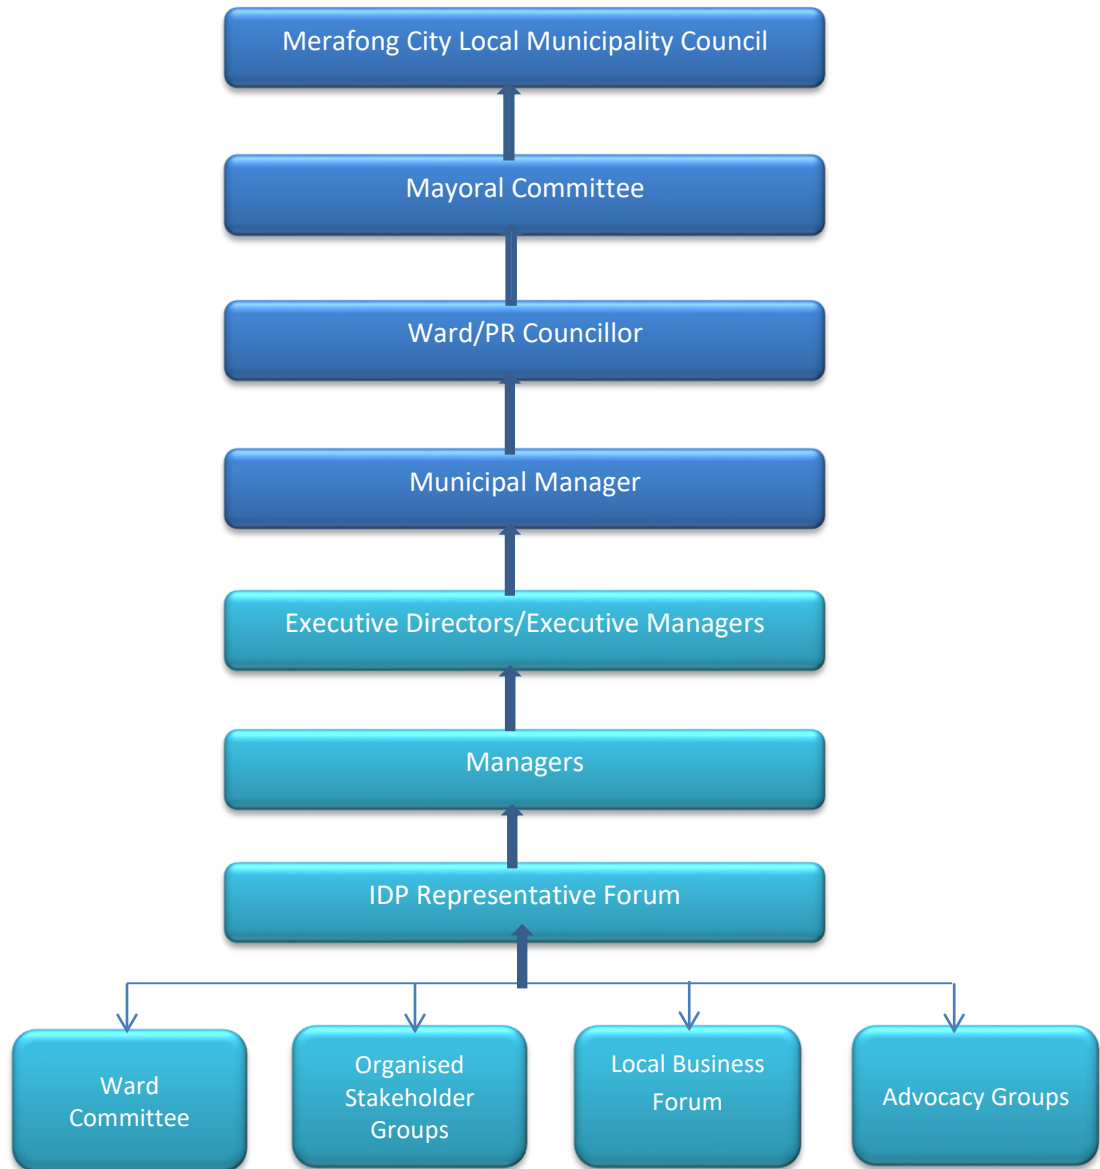 Merafong City Local Municipality Council
Mayoral Committee
Ward/PR Councillor
Municipal Manager
Executive Directors/Executive Managers
Managers
IDP Representative Forum
Ward
Committee
Organised
Stakeholder
Groups
Local Business
Forum
Advocacy Groups